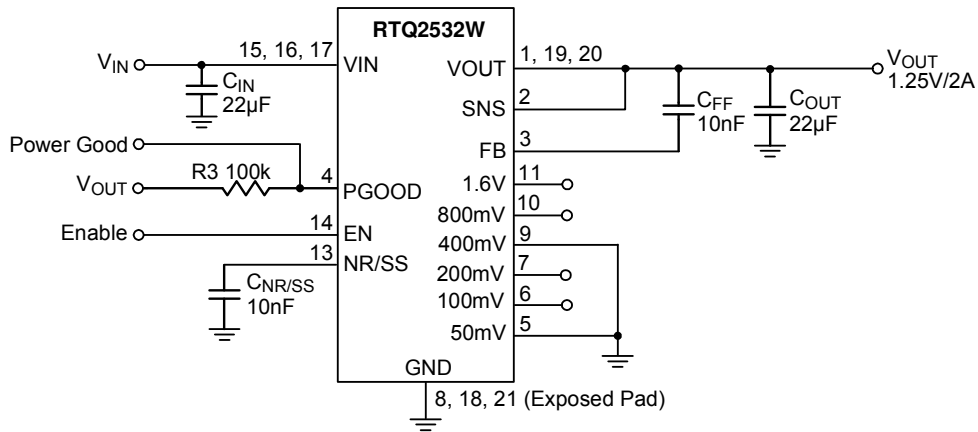 RTQ2532W
VIN
15, 16, 17
VIN
CIN
22µF
Power Good
VOUT
R3 100k
4
PGOOD
Enable
14
EN
13
NR/SS
CNR/SS
10nF
VOUT
1, 19, 20
SNS
2
FB
3
1.6V
11
800mV
10
400mV
9
200mV
7
100mV
6
50mV
5
CFF
10nF
COUT
22µF
VOUT
1.25V/2A
GND
8, 18, 21 (Exposed Pad)